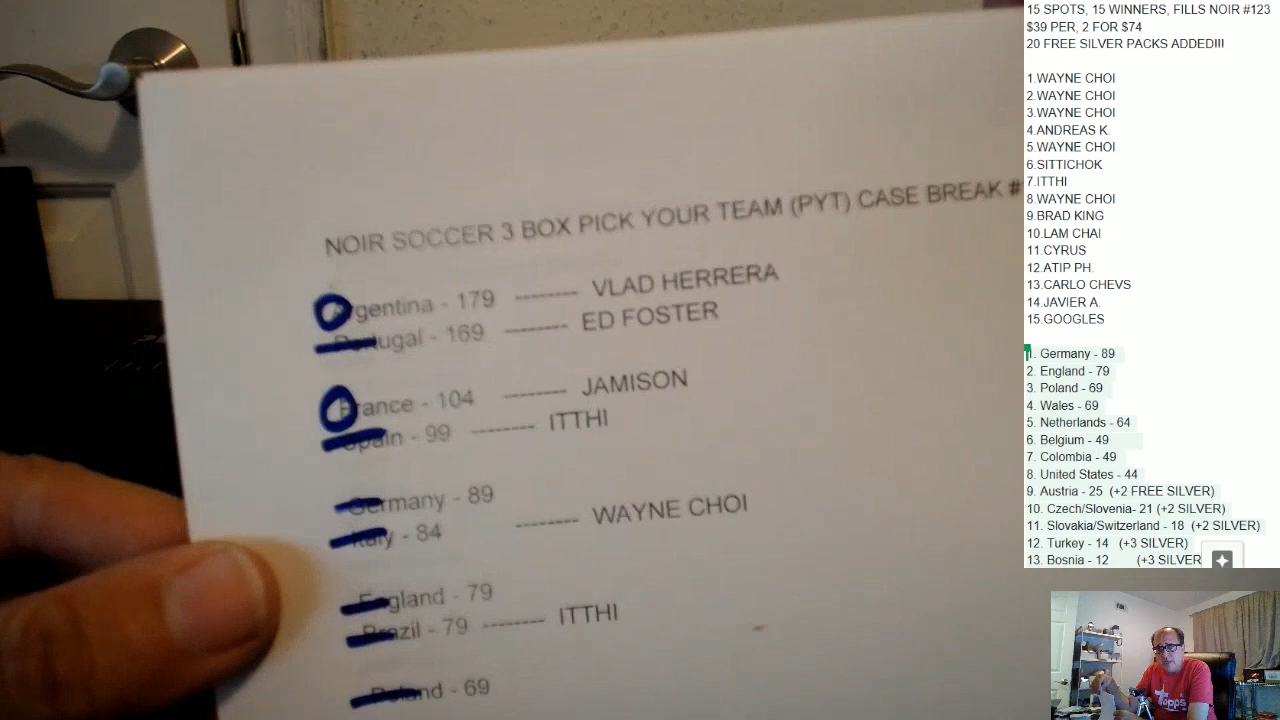 NOIR SOCCER 3 BOX PICK YOUR TEAM (PYT) CASE BREAK #
Argentina - 179 -------- VLAD HERRERA
Portugal - 169 -------- ED FOSTER
France - 104 -------- JAMISON
Spain - 99 -------- ITTHI
Germany - 89
Italy - 84 -------- WAYNE CHOI
England - 79
Brazil - 79 -------- ITTHI
Poland - 69
15 SPOTS, 15 WINNERS, FILLS NOIR #123
$39 PER, 2 FOR $74
20 FREE SILVER PACKS ADDED!!!
1.WAYNE CHOI
2.WAYNE CHOI
3.WAYNE CHOI
4.ANDREAS K.
5.WAYNE CHOI
6.SITTICHOK
7.ITTHI
8.WAYNE CHOI
9.BRAD KING
10.LAM CHAI
11.CYRUS
12.ATIP PH.
13.CARLO CHEVS
14.JAVIER A.
15.GOOGLES
1. Germany - 89
2. England - 79
3. Poland - 69
4. Wales - 69
5. Netherlands - 64
6. Belgium - 49
7. Colombia - 49
8. United States - 44
9. Austria - 25 (+2 FREE SILVER)
10. Czech/Slovenia- 21 (+2 SILVER)
11. Slovakia/Switzerland - 18 (+2 SILVER)
12. Turkey - 14 (+3 SILVER)
13. Bosnia - 12 (+3 SILVER
Topps